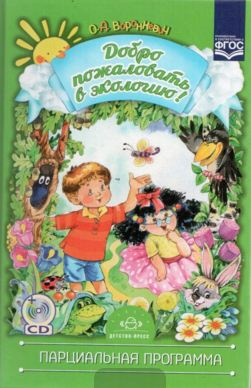 О.А. Воронкевич
ФГОС
Добро
пожаловать
в экологию!
CD
ДЕТСТВО-ПРЕСС
ПАРЦИАЛЬНАЯ ПРОГРАММА